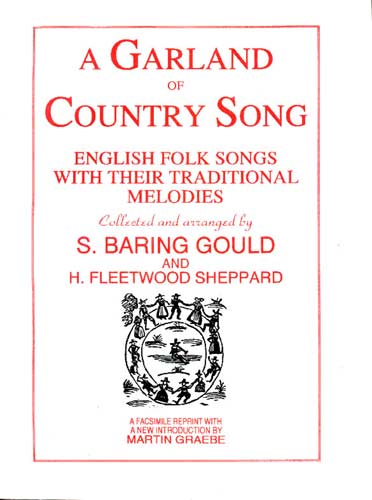 A GARLAND
OF
COUNTRY SONG
ENGLISH FOLK SONGS
WITH THEIR TRADITIONAL
MELODIES
Collected and arranged by
S. BARING GOULD
AND
H. FLEETWOOD SHEPPARD
A FACSIMILE REPRINT WITH
A NEW INTRODUCTION BY
MARTIN GRAEBE